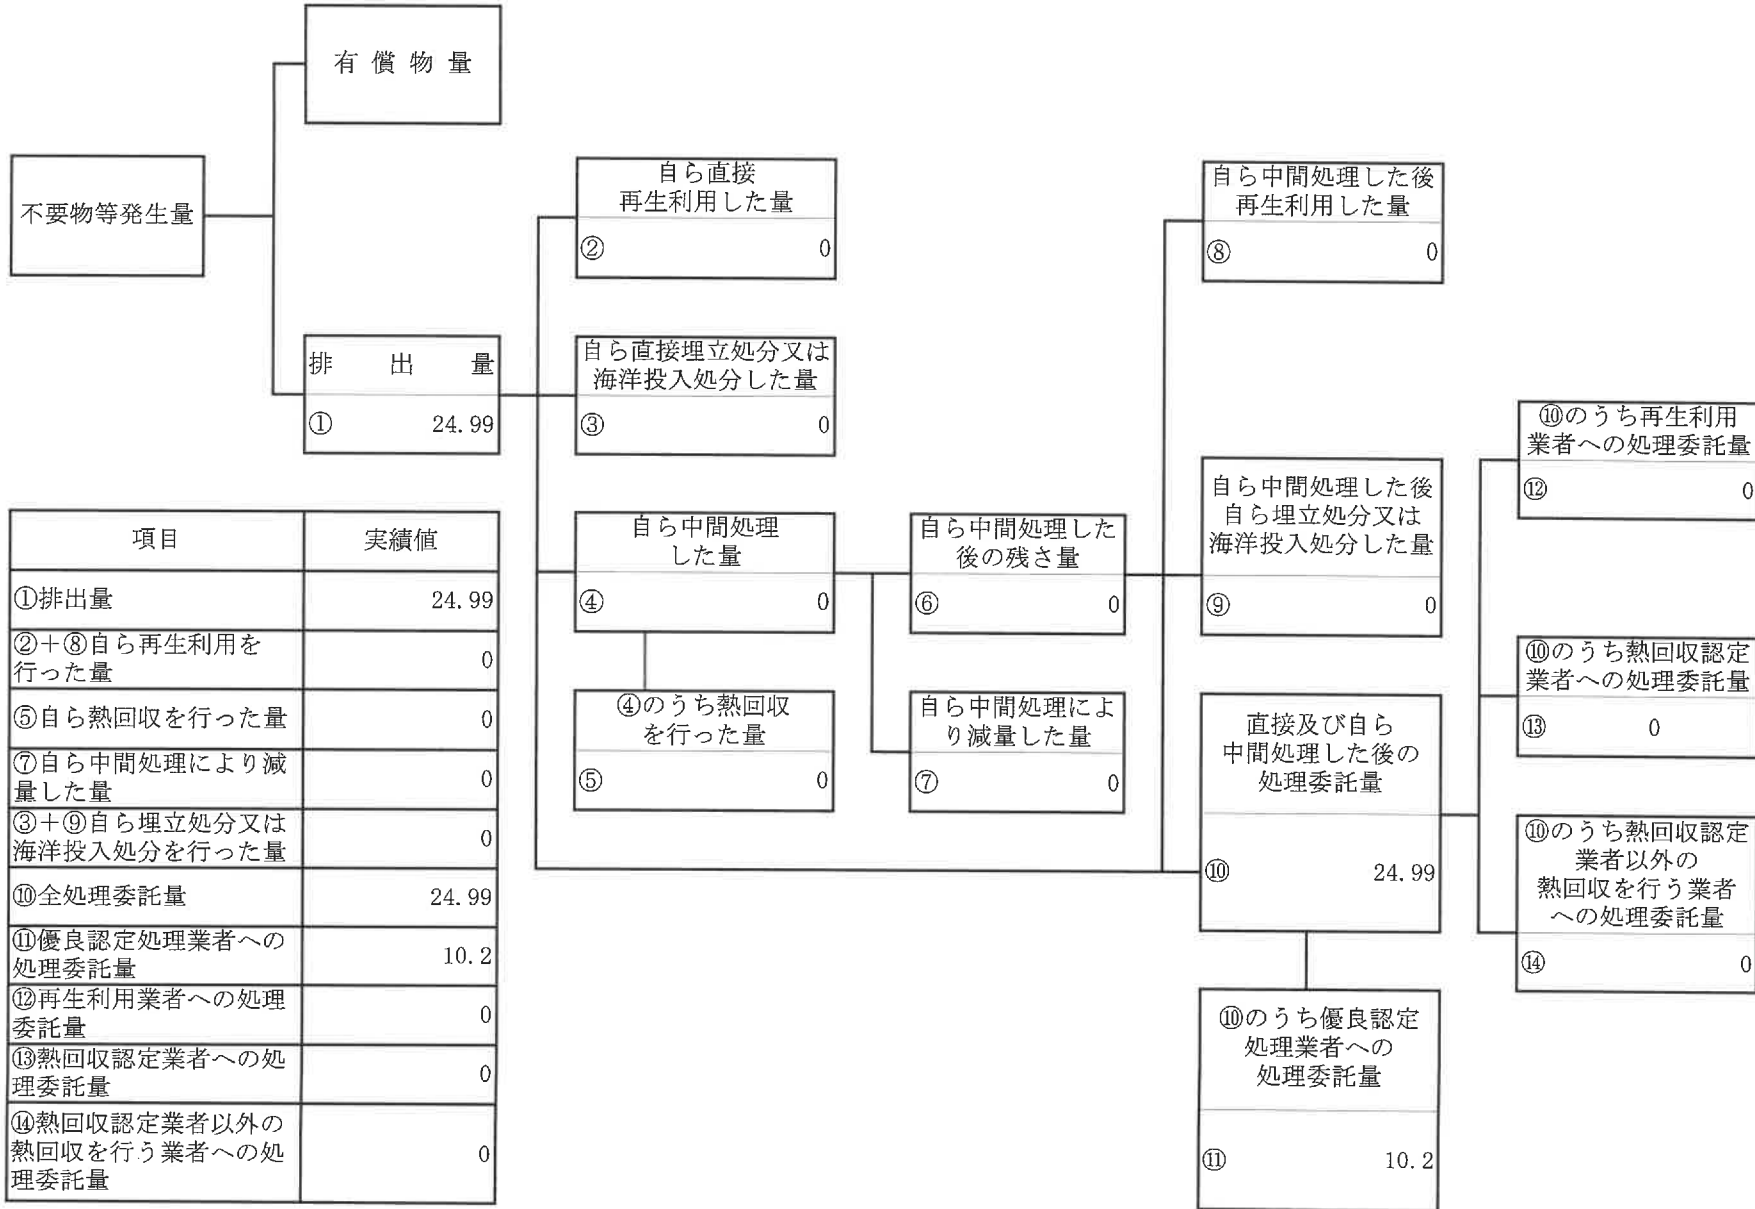 有償物量
不要物等発生量
排出量
① 24.99
自ら直接
再生利用した量
② 0
自ら直接埋立処分又は
海洋投入処分した量
③ 0
自ら中間処理
した量
④ 0
④のうち熱回収
を行った量
⑤ 0
自ら中間処理した
後の残さ量
⑥ 0
自ら中間処理によ
り減量した量
⑦ 0
自ら中間処理した後
再生利用した量
⑧ 0
自ら中間処理した後
自ら埋立処分又は
海洋投入処分した量
⑨ 0
直接及び自ら
中間処理した後の
処理委託量
⑩ 24.99
⑩のうち優良認定
処理業者への
処理委託量
⑪ 10.2
⑩のうち再生利用
業者への処理委託量
⑫ 0
⑩のうち熱回収認定
業者への処理委託量
⑬ 0
⑩のうち熱回収認定
業者以外の
熱回収を行う業者
への処理委託量
⑭ 0
項目 実績値
①排出量 24.99
②+⑧自ら再生利用を
行った量 0
⑤自ら熱回収を行った量 0
⑦自ら中間処理により減
量した量 0
③+⑨自ら埋立処分又は
海洋投入処分を行った量 0
⑩全処理委託量 24.99
⑪優良認定処理業者への
処理委託量 10.2
⑫再生利用業者への処理
委託量 0
⑬熱回収認定業者への処
理委託量 0
⑭熱回収認定業者以外の
熱回収を行う業者への処
理委託量 0